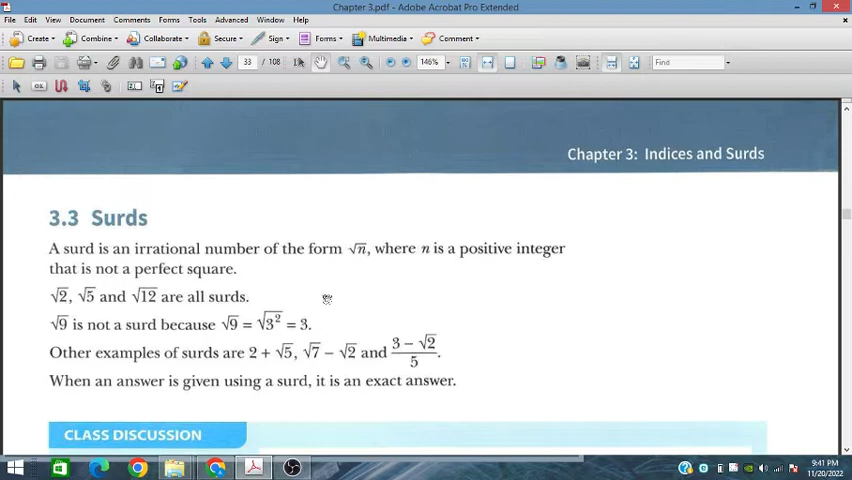 Chapter 3.pdf - Adobe Acrobat Pro Extended
File Edit View Document Comments Forms Tools Advanced Window Help
Create Combine Collaborate Secure Sign Forms Multimedia Comment
33 / 108 146% Find
Chapter 3: Indices and Surds
3.3 Surds
A surd is an irrational number of the form √n, where n is a positive integer
that is not a perfect square.
√2, √5 and √12 are all surds.
√9 is not a surd because √9 = √3² = 3.
Other examples of surds are 2 + √5, √7 − √2 and (3 − √2)/5.
When an answer is given using a surd, it is an exact answer.
CLASS DISCUSSION
9:41 PM
11/20/2022